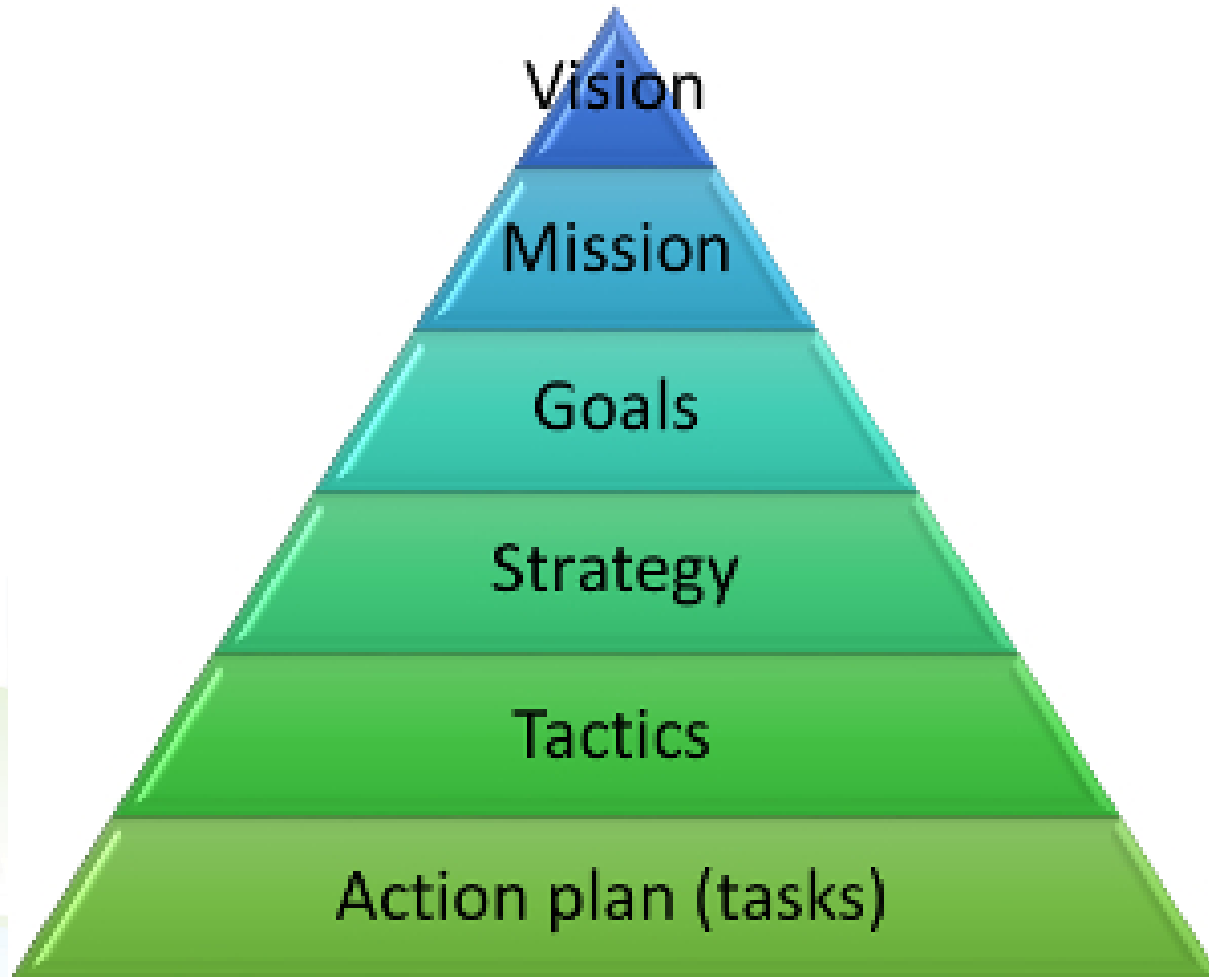 Vision
Mission
Goals
Strategy
Tactics
Action plan (tasks)